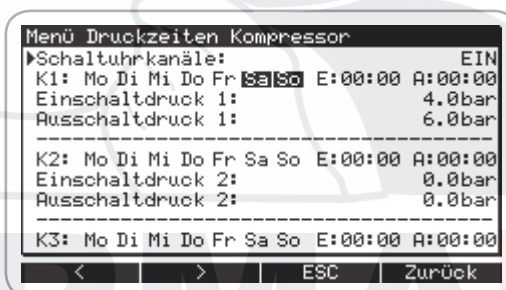 Menü Druckzeiten Kompressor
▶Schaltuhrkanäle: EIN
K1: Mo Di Mi Do Fr Sa So E:00:00 A:00:00
Einschaltdruck 1: 4.0bar
Ausschaltdruck 1: 6.0bar
----------------------------------------
K2: Mo Di Mi Do Fr Sa So E:00:00 A:00:00
Einschaltdruck 2: 0.0bar
Ausschaltdruck 2: 0.0bar
----------------------------------------
K3: Mo Di Mi Do Fr Sa So E:00:00 A:00:00
< > ESC Zurück